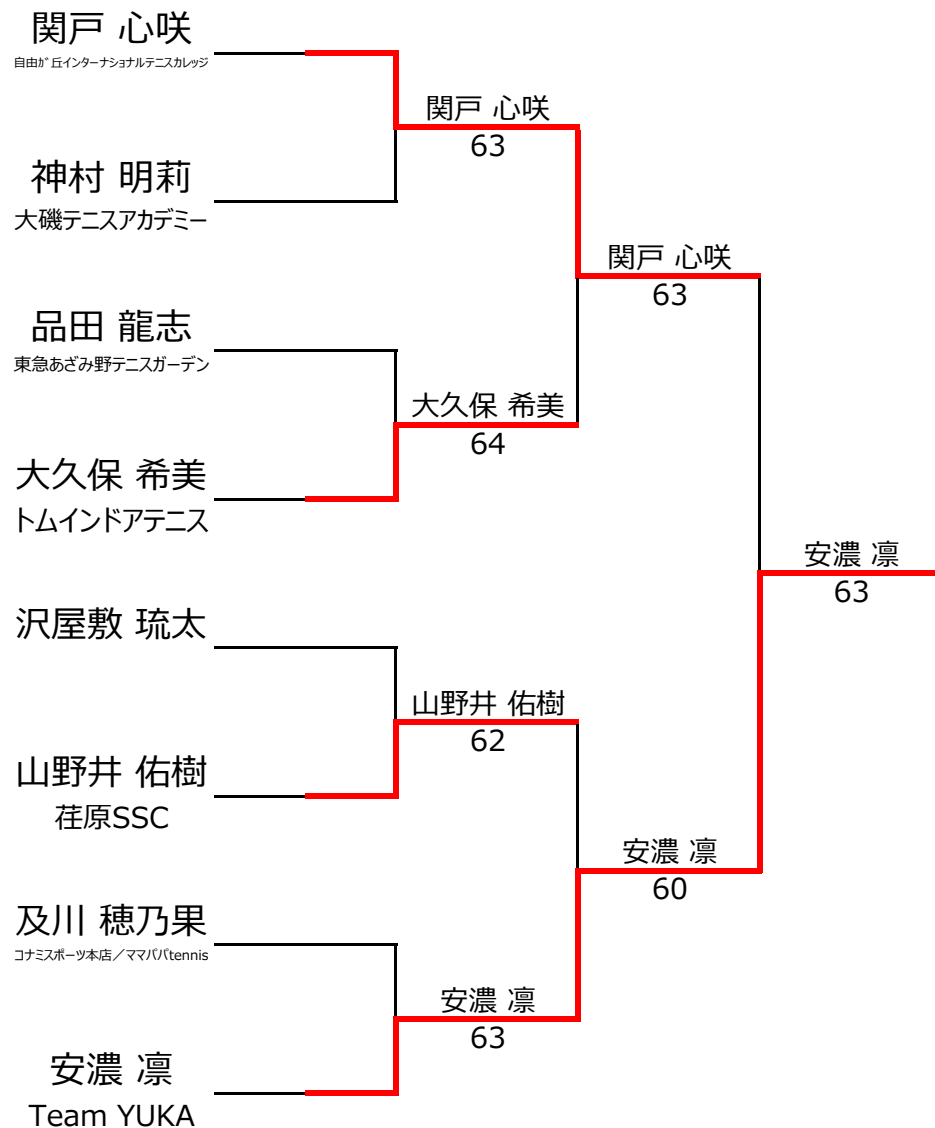 関戸 心咲
自由が丘インターナショナルテニスカレッジ
関戸 心咲
63
神村 明莉
大磯テニスアカデミー
関戸 心咲
63
品田 龍志
東急あざみ野テニスガーデン
大久保 希美
64
大久保 希美
トムインドアテニス
安濃 凛
63
沢屋敷 琉太
山野井 佑樹
62
山野井 佑樹
荏原SSC
安濃 凛
60
及川 穂乃果
コナミスポーツ本店／ママパパtennis
安濃 凛
63
安濃 凛
Team YUKA